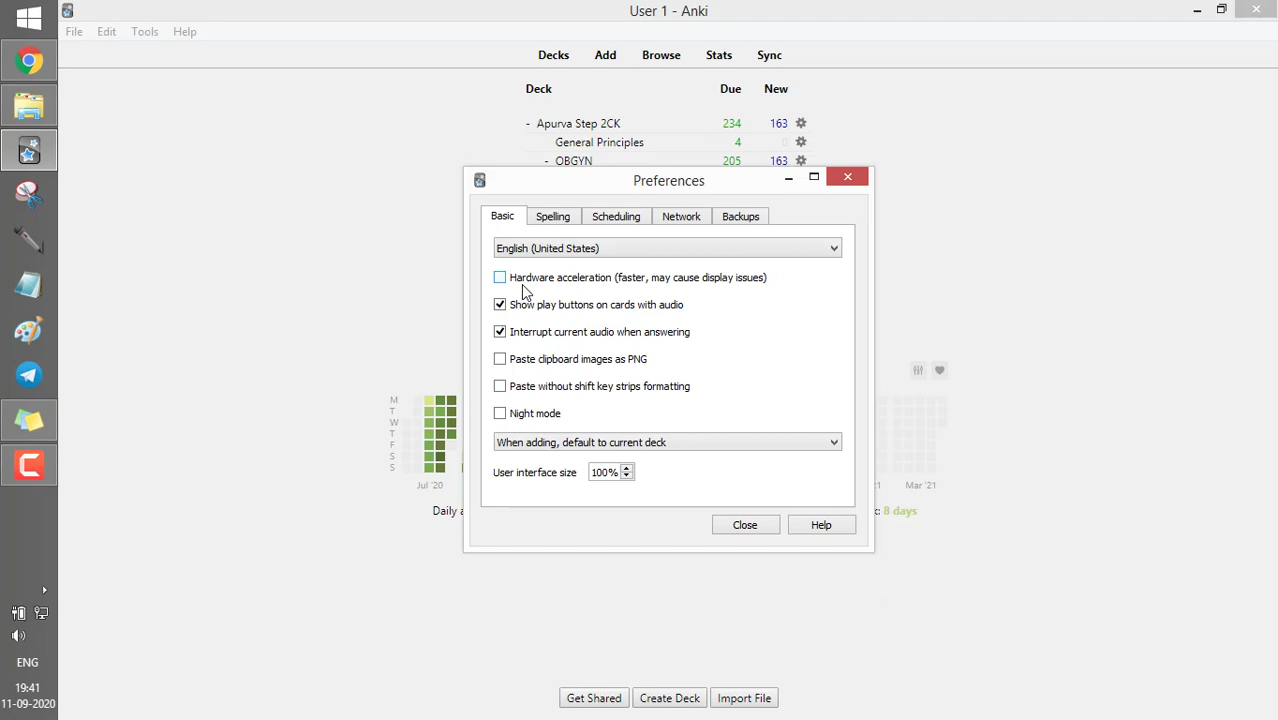 User 1 - Anki
File Edit Tools Help
Decks Add Browse Stats Sync
Deck Due New
- Apurva Step 2CK 234 163
General Principles 4 0
- OBGYN 205 163
Preferences
Basic Spelling Scheduling Network Backups
English (United States)
Hardware acceleration (faster, may cause display issues)
Show play buttons on cards with audio
Interrupt current audio when answering
Paste clipboard images as PNG
Paste without shift key strips formatting
Night mode
When adding, default to current deck
User interface size 100%
M
T
W
T
F
S
S
Jul '20
21 Mar '21
Daily a
k: 8 days
Close Help
Get Shared Create Deck Import File
ENG
19:41
11-09-2020